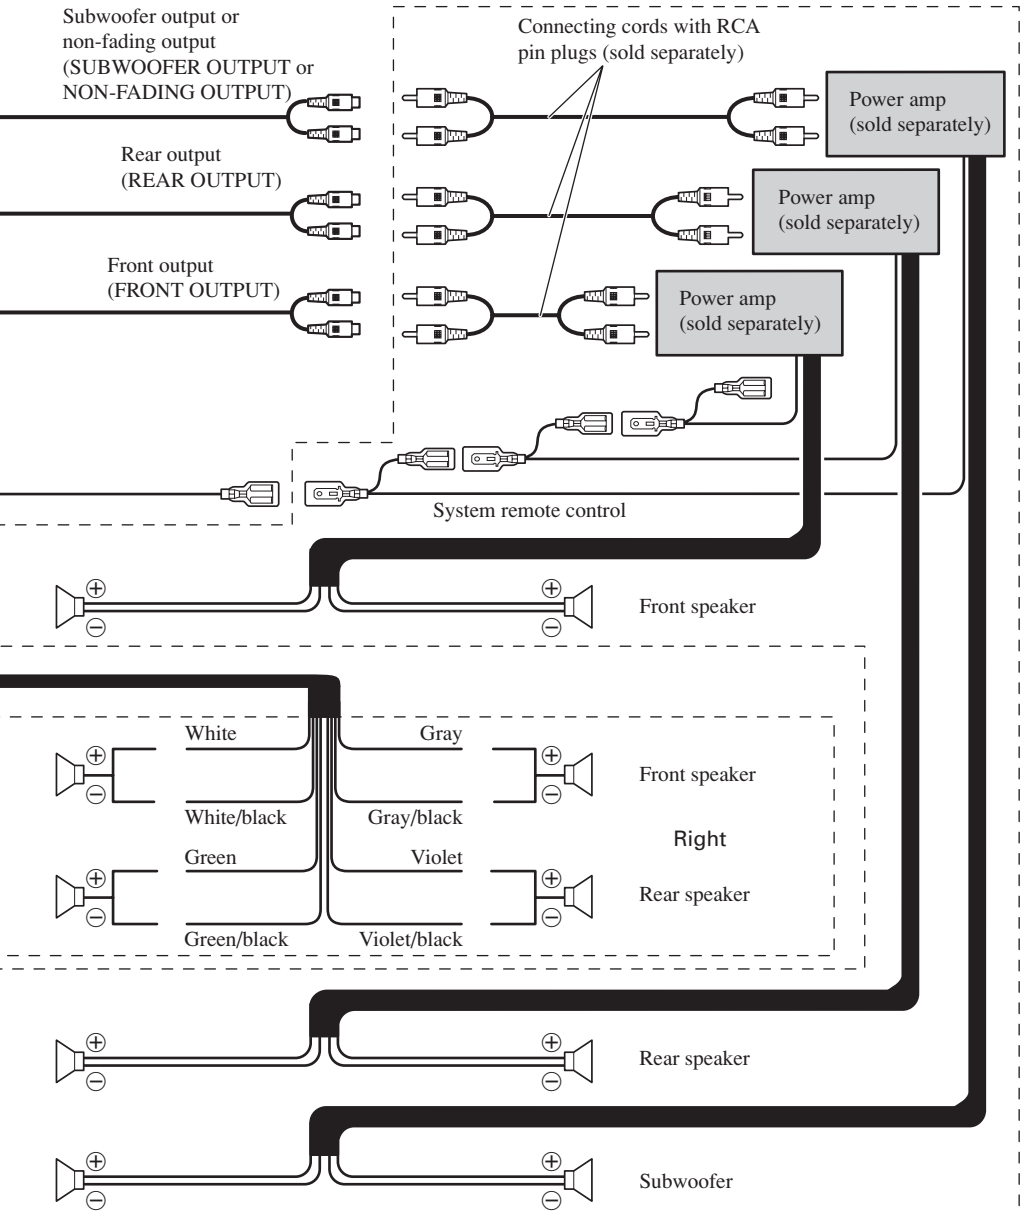 Subwoofer output or
non-fading output
(SUBWOOFER OUTPUT or
NON-FADING OUTPUT)
Connecting cords with RCA
pin plugs (sold separately)
Power amp
(sold separately)
Rear output
(REAR OUTPUT)
Power amp
(sold separately)
Front output
(FRONT OUTPUT)
Power amp
(sold separately)
System remote control
⊕
⊕
Front speaker
⊖
⊖
White
Gray
⊕
⊕
Front speaker
⊖
⊖
White/black
Gray/black
Right
Green
Violet
⊕
⊕
Rear speaker
⊖
⊖
Green/black
Violet/black
⊕
⊕
Rear speaker
⊖
⊖
⊕
⊕
Subwoofer
⊖
⊖